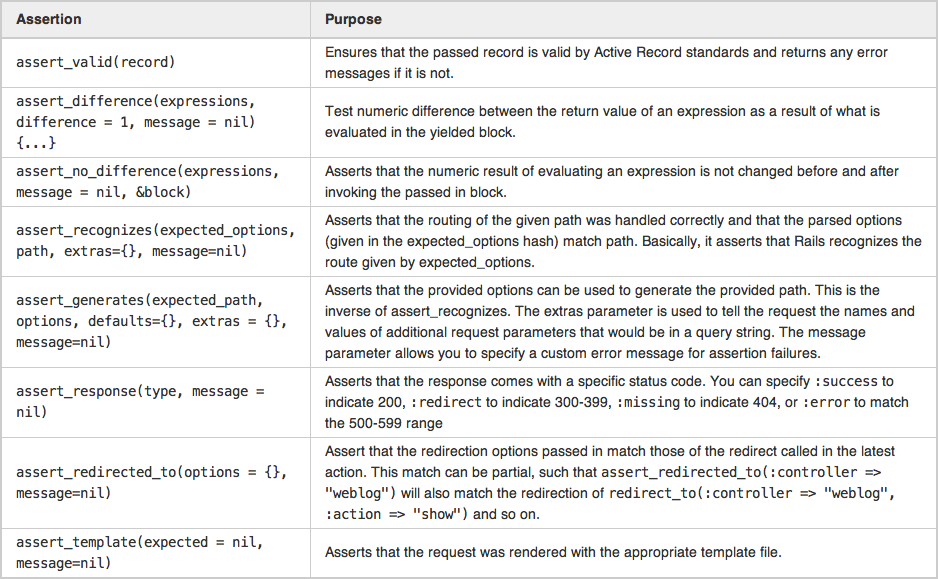 Assertion
Purpose
assert_valid(record)
Ensures that the passed record is valid by Active Record standards and returns any error
messages if it is not.
assert_difference(expressions,
difference = 1, message = nil)
{...}
Test numeric difference between the return value of an expression as a result of what is
evaluated in the yielded block.
assert_no_difference(expressions,
message = nil, &block)
Asserts that the numeric result of evaluating an expression is not changed before and after
invoking the passed in block.
assert_recognizes(expected_options,
path, extras={}, message=nil)
Asserts that the routing of the given path was handled correctly and that the parsed options
(given in the expected_options hash) match path. Basically, it asserts that Rails recognizes the
route given by expected_options.
assert_generates(expected_path,
options, defaults={}, extras = {},
message=nil)
Asserts that the provided options can be used to generate the provided path. This is the
inverse of assert_recognizes. The extras parameter is used to tell the request the names and
values of additional request parameters that would be in a query string. The message
parameter allows you to specify a custom error message for assertion failures.
assert_response(type, message =
nil)
Asserts that the response comes with a specific status code. You can specify :success to
indicate 200, :redirect to indicate 300-399, :missing to indicate 404, or :error to match
the 500-599 range
assert_redirected_to(options = {},
message=nil)
Assert that the redirection options passed in match those of the redirect called in the latest
action. This match can be partial, such that assert_redirected_to(:controller =>
"weblog") will also match the redirection of redirect_to(:controller => "weblog",
:action => "show") and so on.
assert_template(expected = nil,
message=nil)
Asserts that the request was rendered with the appropriate template file.